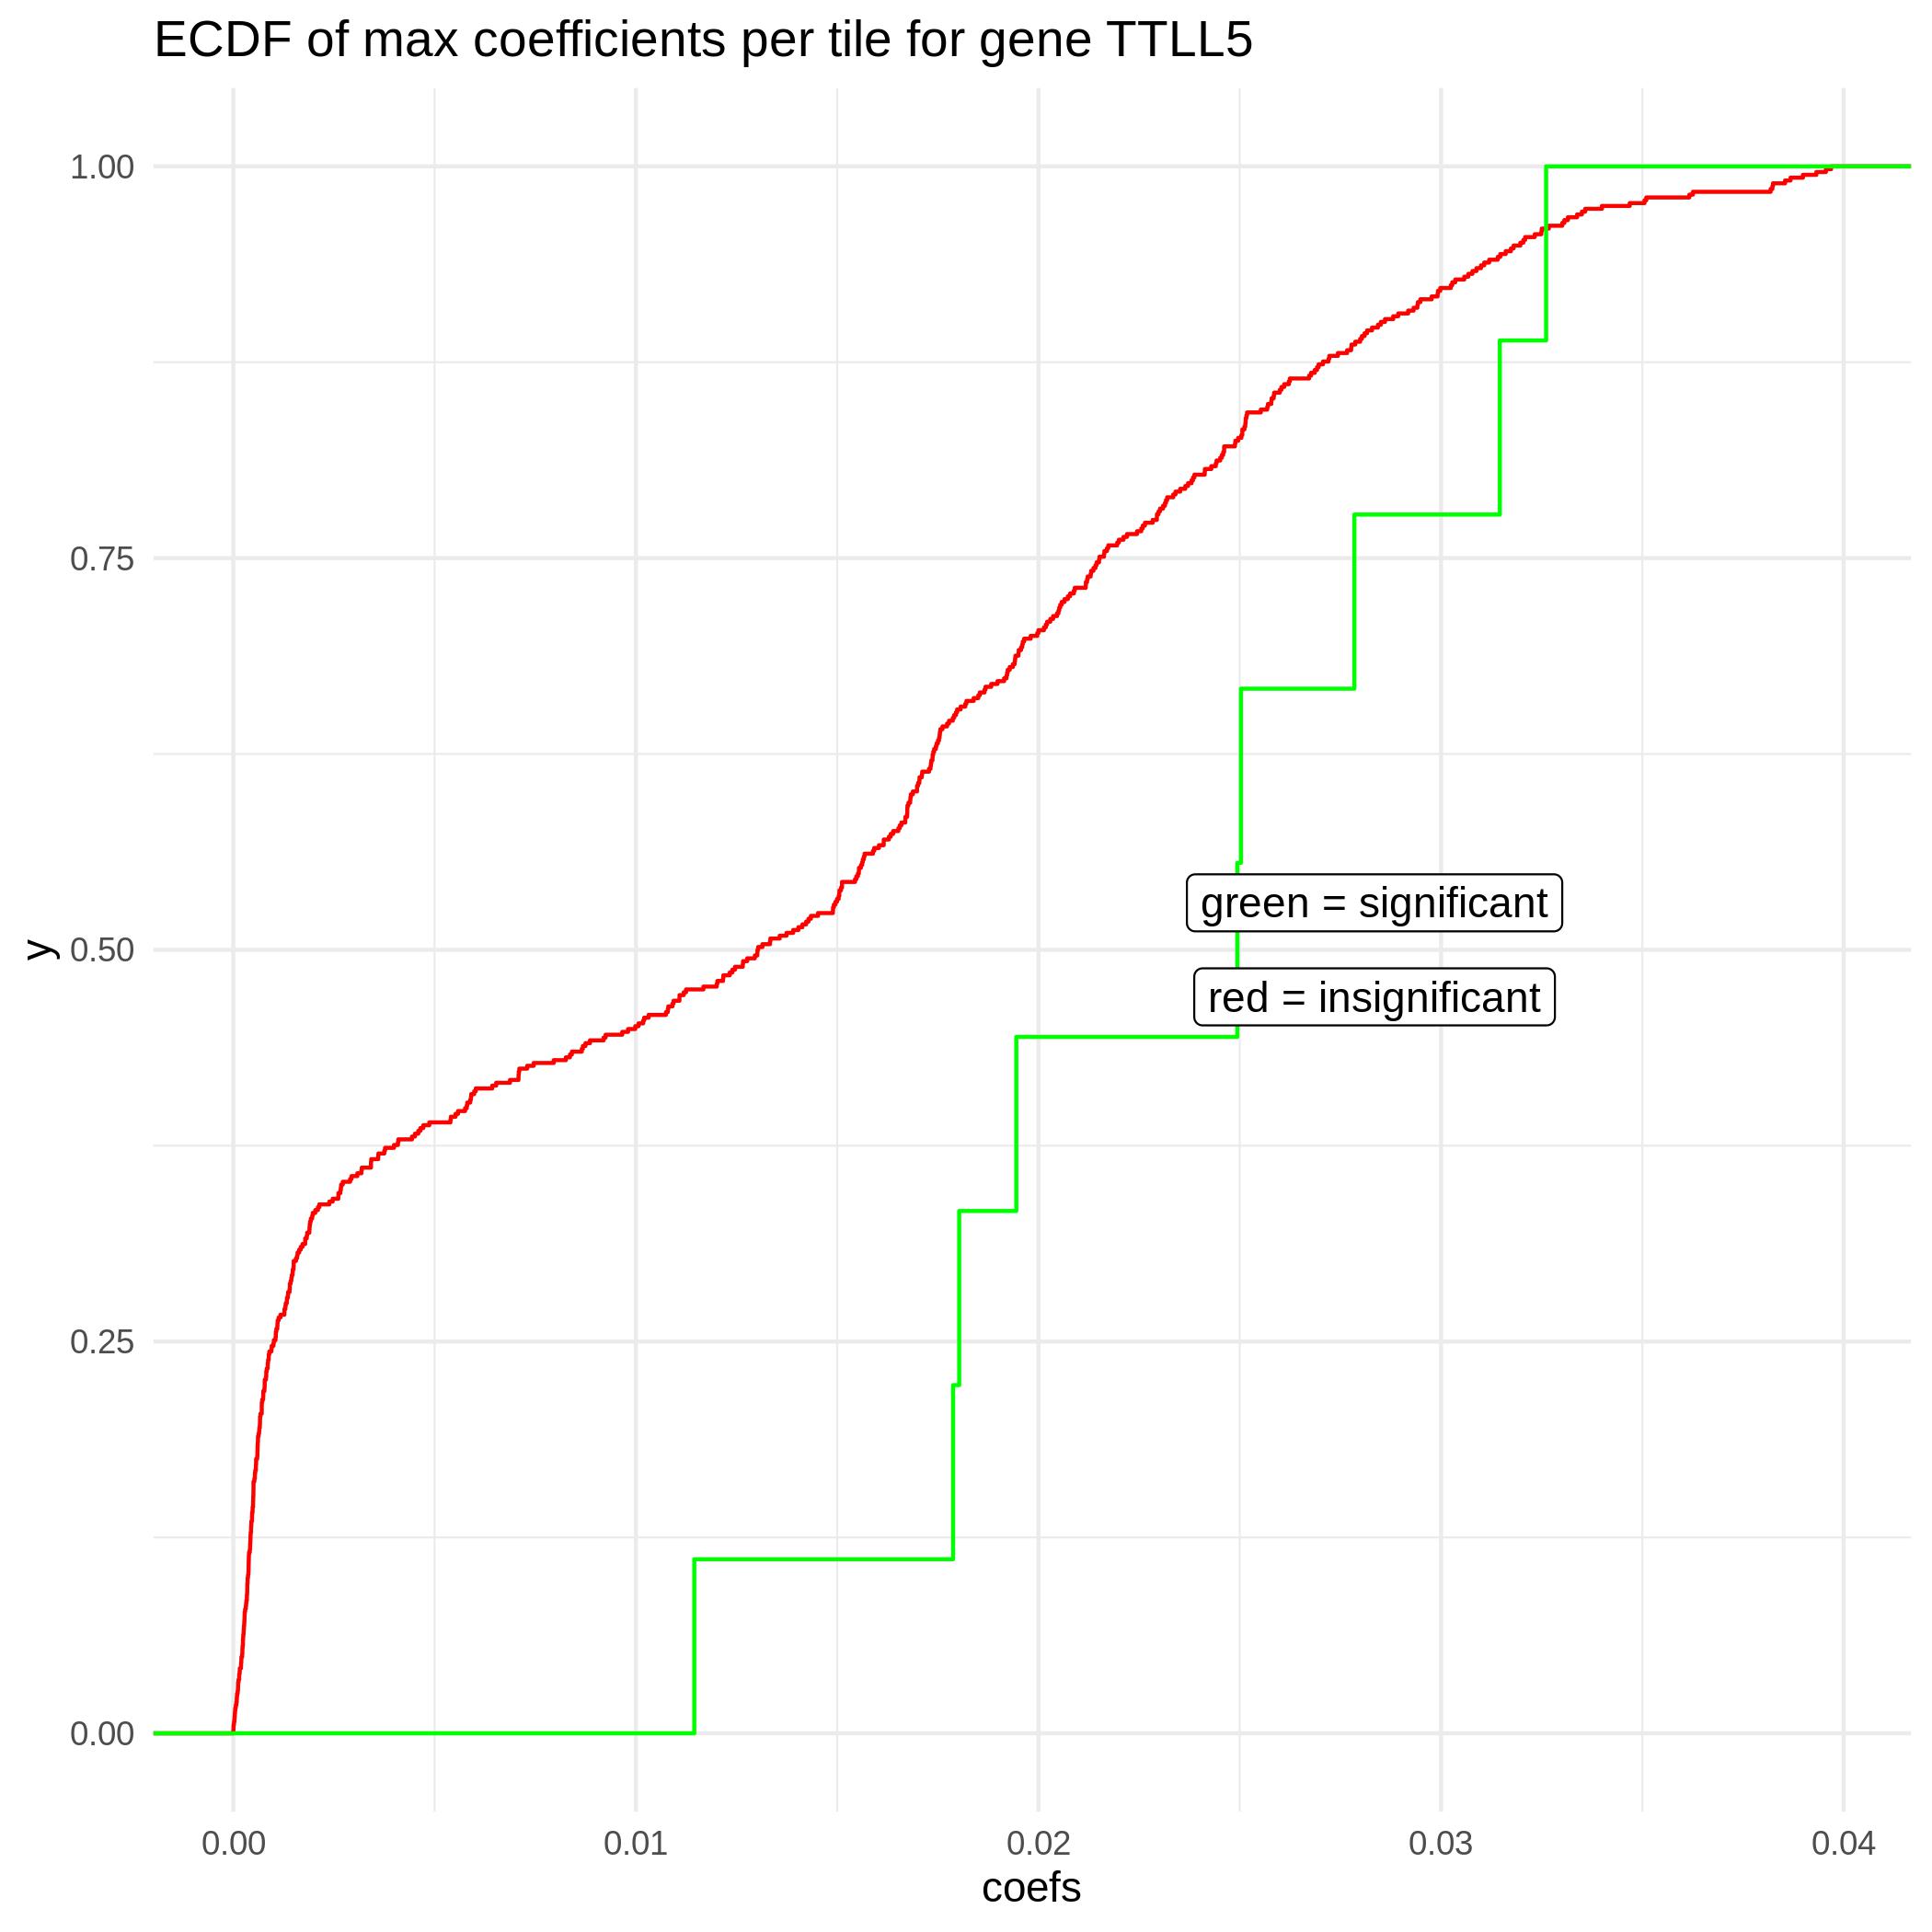 ECDF of max coefficients per tile for gene TTLL5
1.00
0.75
0.50
0.25
0.00
y
green = significant
red = insignificant
0.00 0.01 0.02 0.03 0.04
coefs